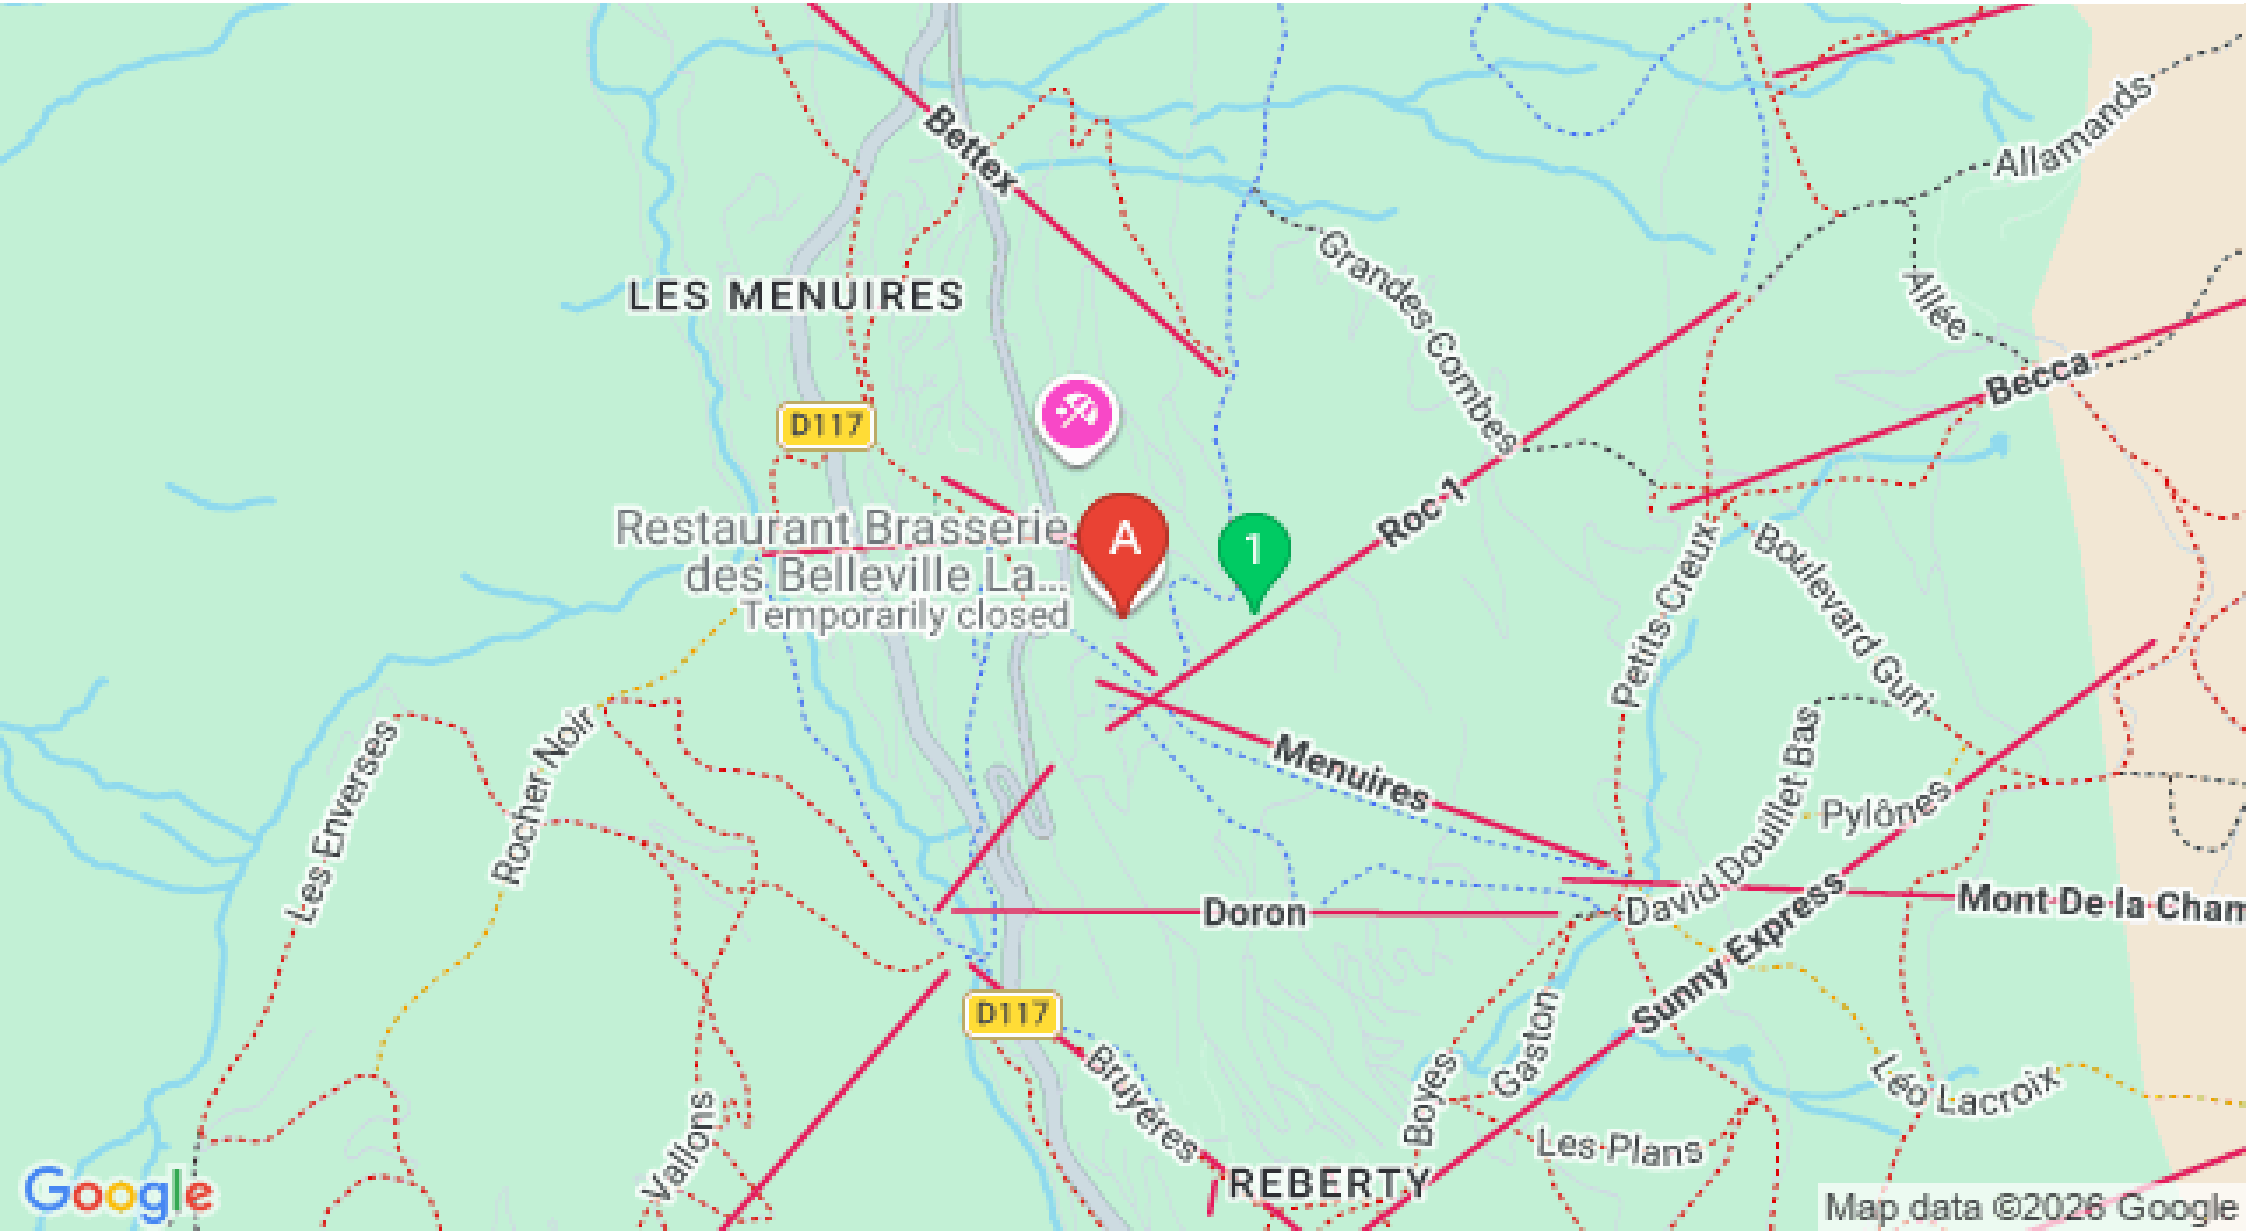 Bettex
Allamands
Grandes Combes
LES MENUIRES
Allée
Becca
D117
Roc 1
Restaurant Brasserie
des Belleville La...
Temporarily closed
A
1
Petits Creux
Boulevard Guri
Les Enverses
Rocher Noir
Menuires
David Douillet Bas
Pylônes
Doron
Mont De la Cham
Sunny Express
D117
Bruyéres
Gaston
Boyes
Léo Lacroix
Les Plans
Vallons
REBERTY
Google
Map data ©2026 Google